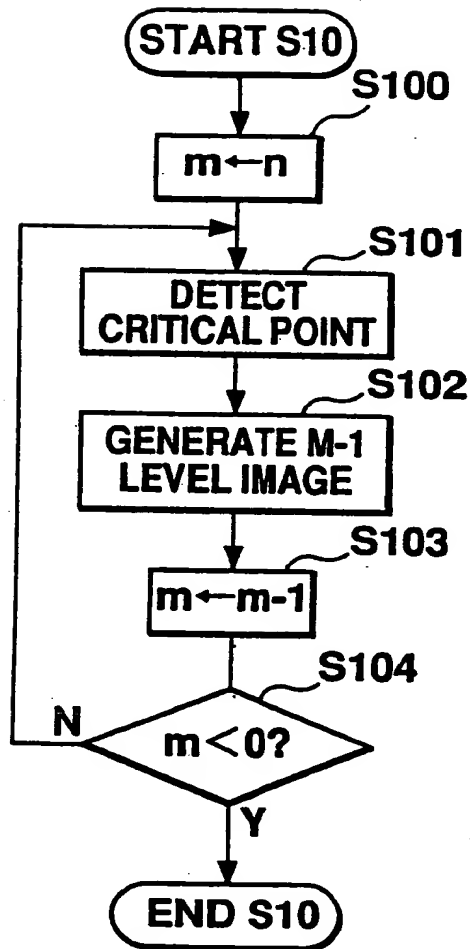 START S10
S100
m←n
S101
DETECT
CRITICAL POINT
S102
GENERATE M-1
LEVEL IMAGE
S103
m←m-1
S104
N
m<0?
Y
END S10